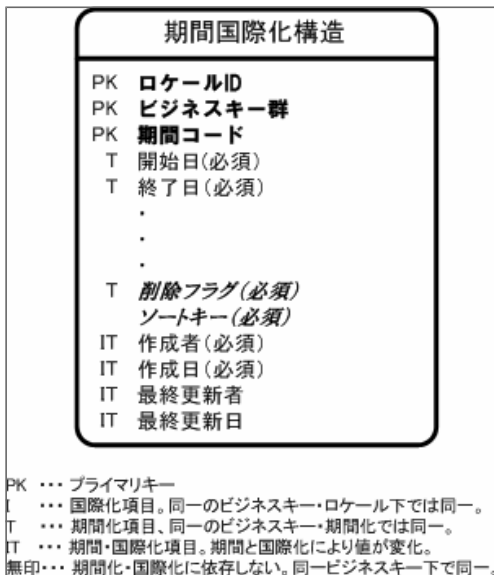 期間国際化構造
PK ロケールID
PK ビジネスキー群
PK 期間コード
T 開始日(必須)
T 終了日(必須)
・
・
・
T 削除フラグ(必須)
ソートキー(必須)
IT 作成者(必須)
IT 作成日(必須)
IT 最終更新者
IT 最終更新日
PK ･･･ プライマリキー
I ･･･ 国際化項目。同一のビジネスキー・ロケール下では同一。
T ･･･ 期間化項目、同一のビジネスキー・期間化では同一。
IT ･･･ 期間・国際化項目。期間と国際化により値が変化。
無印･･･ 期間化・国際化に依存しない。同一ビジネスキー下で同一。